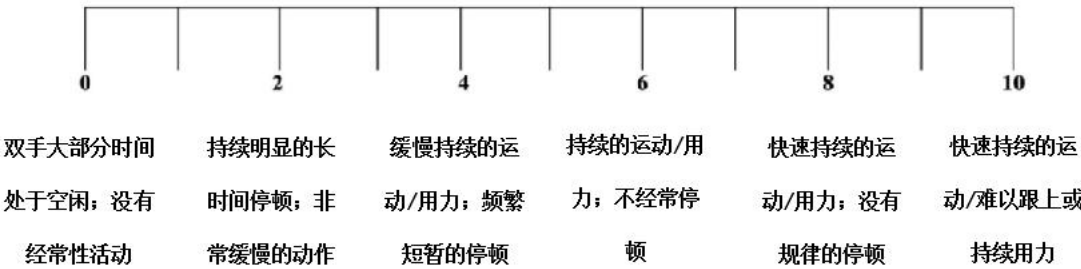 0 2 4 6 8 10
双手大部分时间
处于空闲；没有
经常性活动
持续明显的长
时间停顿；非
常缓慢的动作
缓慢持续的运
动/用力；频繁
短暂的停顿
持续的运动/用
力；不经常停
顿
快速持续的运
动/用力；没有
规律的停顿
快速持续的运
动/难以跟上或
持续用力